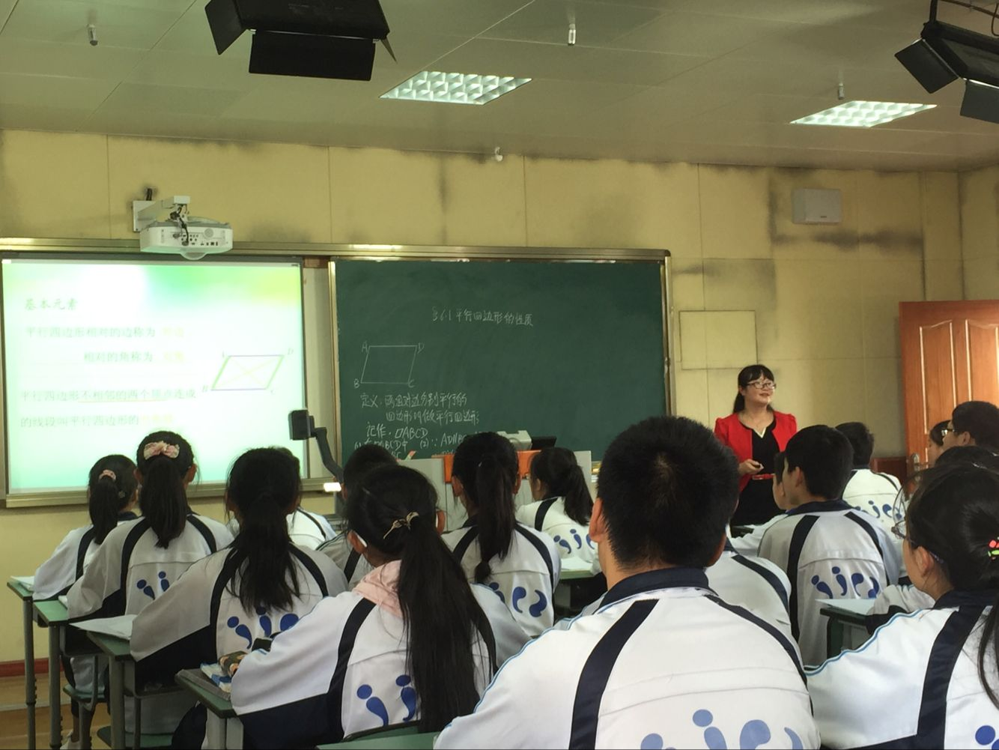 基本元素
平行四边形相对的边称为
相对的角称为
平行四边形不相邻的两个顶点连成
的线段叫平行四边形的
A
D
B
C
§6.1 平行四边形的性质
A
D
B
C
定义：两组对边分别平行的
四边形叫做平行四边形
记作：▱ABCD